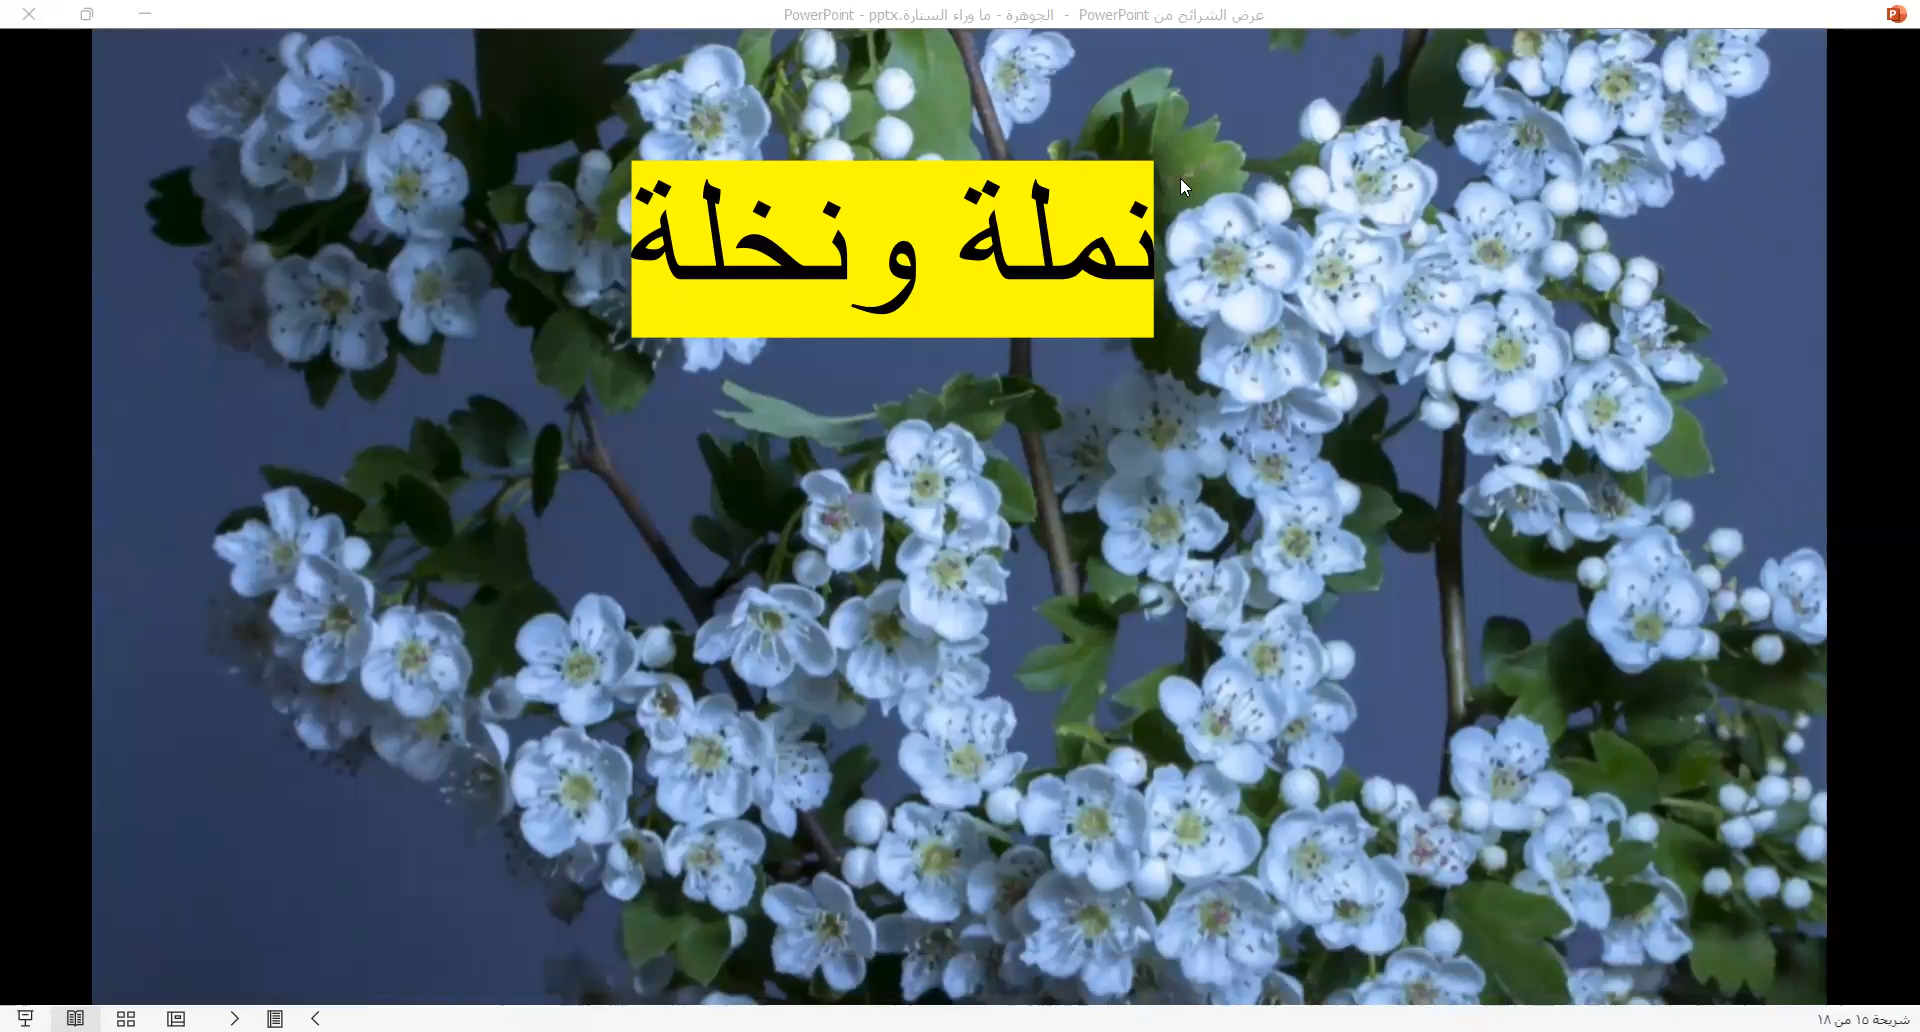 عرض الشرائح من PowerPoint - الجوهرة - ما وراء الستارة.PowerPoint - pptx
نملة ونخلة
شريحة ١٥ من ١٨